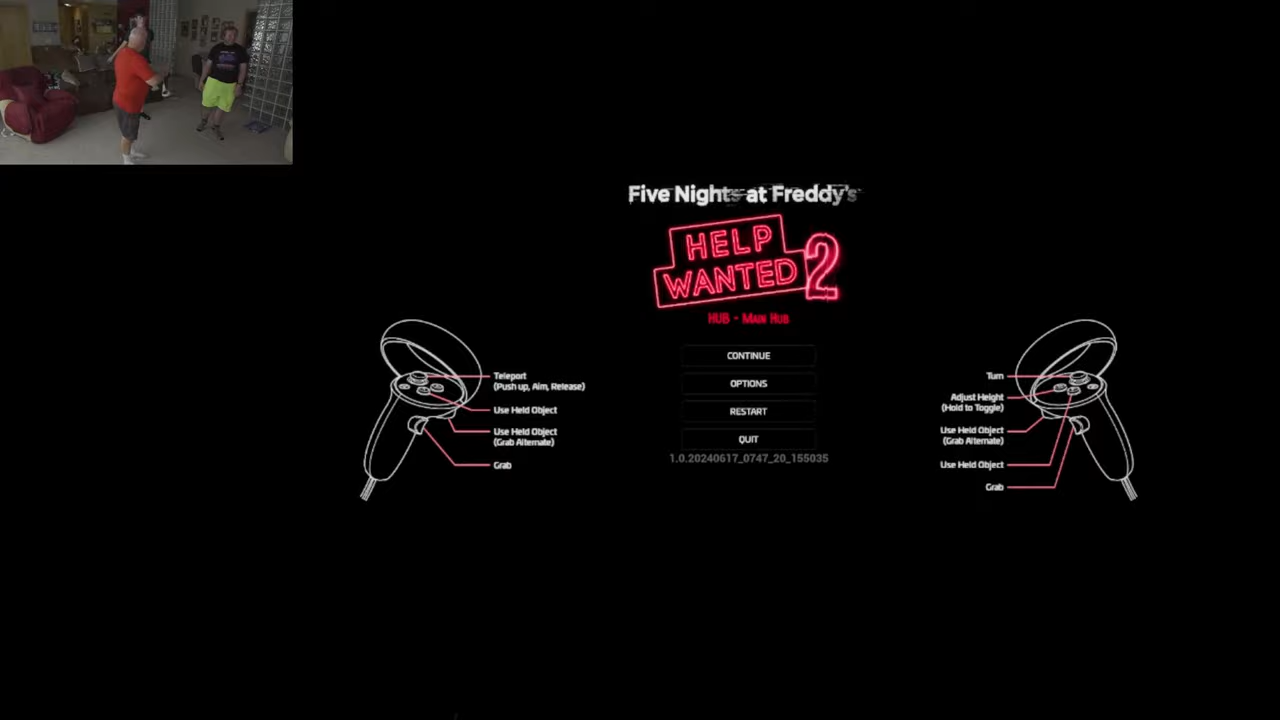 Five Nights at Freddy's
HELP
WANTED 2
HUB - MAIN HUB
CONTINUE
OPTIONS
RESTART
QUIT
1.0.20240617_0747_20_155035
Teleport
(Push up, Aim, Release)
Use Held Object
Use Held Object
(Grab Alternate)
Grab
Turn
Adjust Height
(Hold to Toggle)
Use Held Object
(Grab Alternate)
Use Held Object
Grab